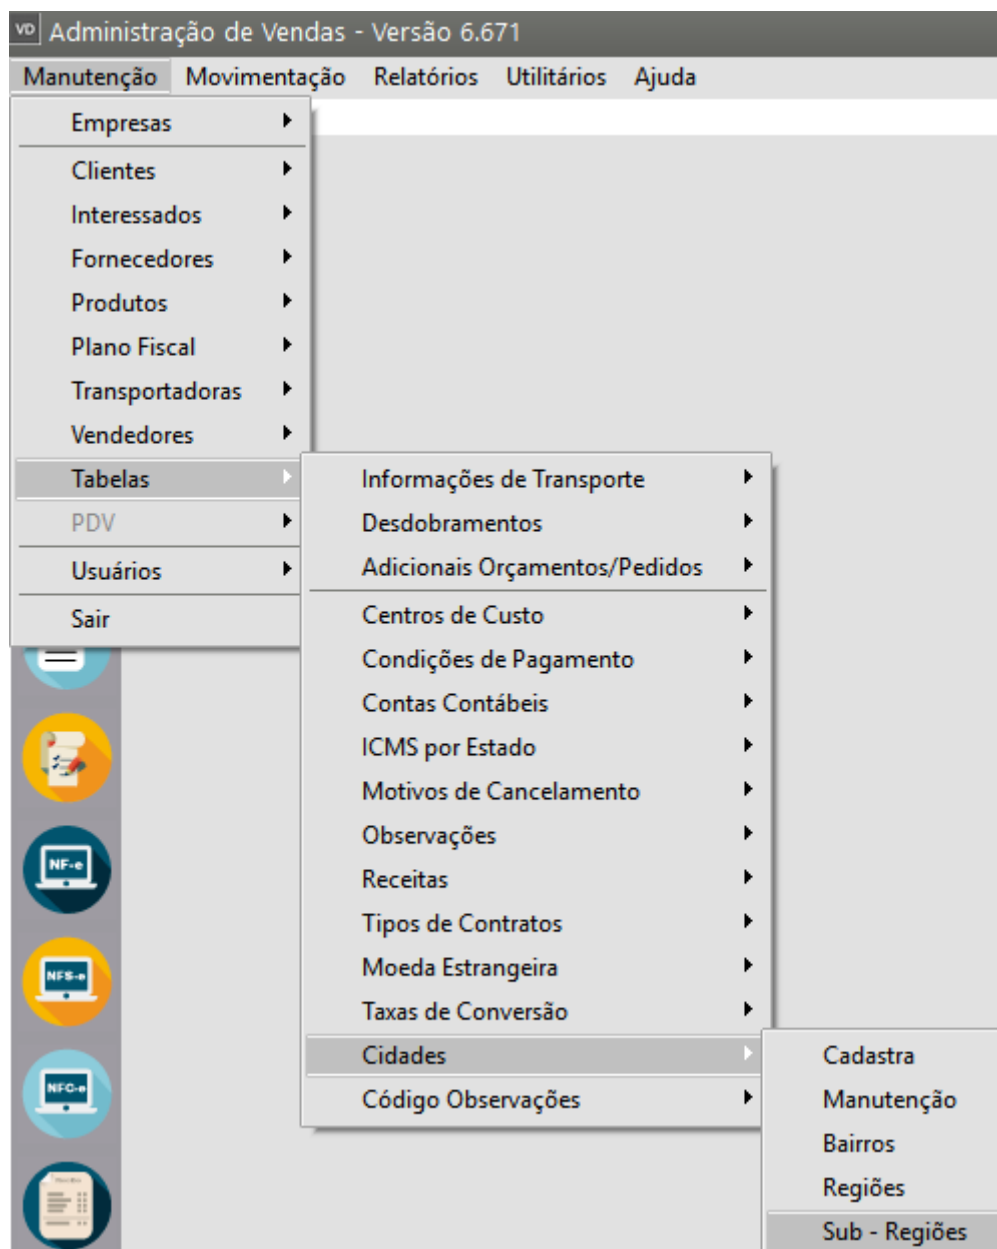 VD Administração de Vendas - Versão 6.671
Manutenção Movimentação Relatórios Utilitários Ajuda
Empresas
Clientes
Interessados
Fornecedores
Produtos
Plano Fiscal
Transportadoras
Vendedores
Tabelas
PDV
Usuários
Sair
Informações de Transporte
Desdobramentos
Adicionais Orçamentos/Pedidos
Centros de Custo
Condições de Pagamento
Contas Contábeis
ICMS por Estado
Motivos de Cancelamento
Observações
Receitas
Tipos de Contratos
Moeda Estrangeira
Taxas de Conversão
Cidades
Código Observações
Cadastra
Manutenção
Bairros
Regiões
Sub - Regiões
NF-e
NFS-e
NFC-e